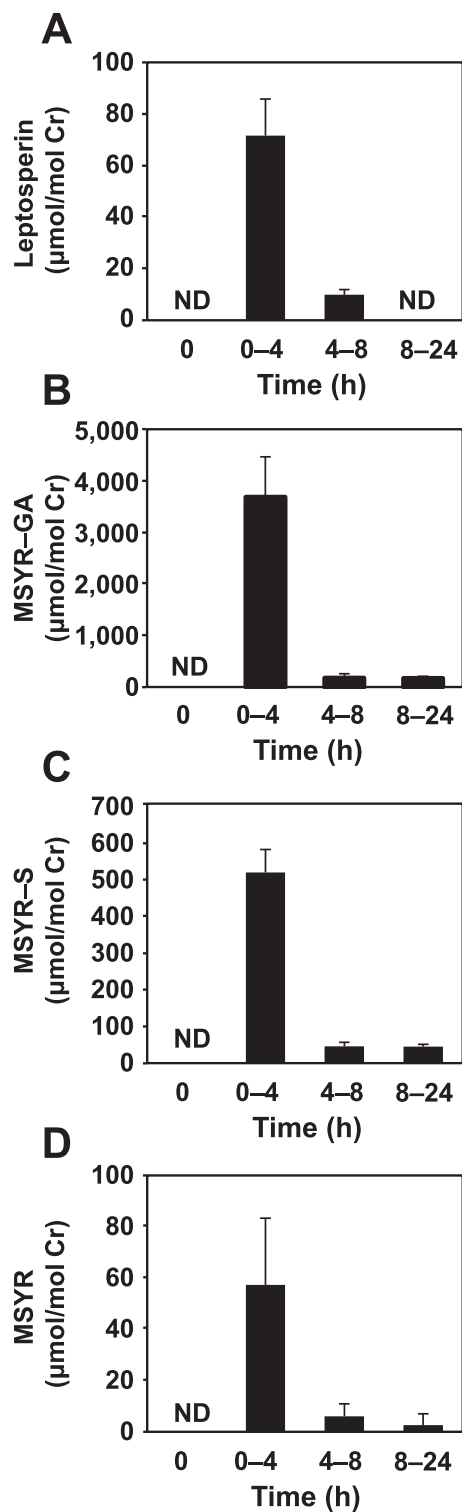 A
Leptosperin
(µmol/mol Cr)
100
80
60
40
20
0
ND
ND
0
0–4
4–8
8–24
Time (h)
B
MSYR–GA
(µmol/mol Cr)
5,000
4,000
3,000
2,000
1,000
0
ND
0
0–4
4–8
8–24
Time (h)
C
MSYR–S
(µmol/mol Cr)
700
600
500
400
300
200
100
0
ND
0
0–4
4–8
8–24
Time (h)
D
MSYR
(µmol/mol Cr)
100
80
60
40
20
0
ND
0
0–4
4–8
8–24
Time (h)